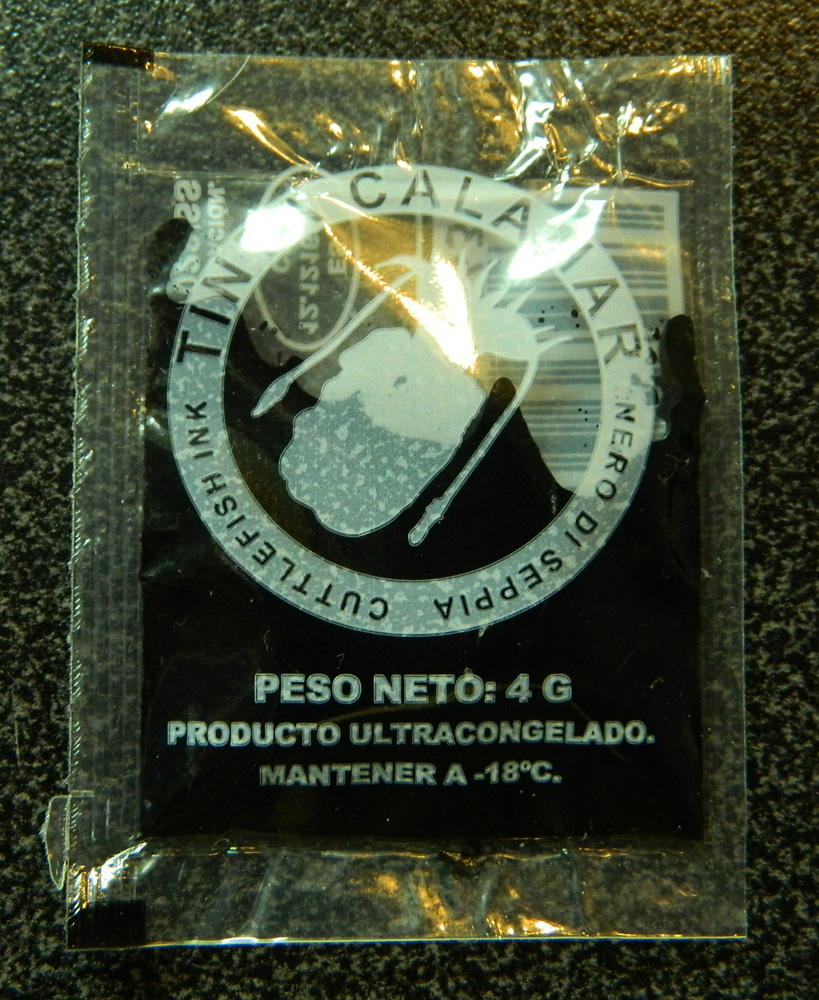 TINTA CALAMAR
NERO DI SEPPIA
CUTTLEFISH INK
PESO NETO: 4 G
PRODUCTO ULTRACONGELADO.
MANTENER A -18ºC.